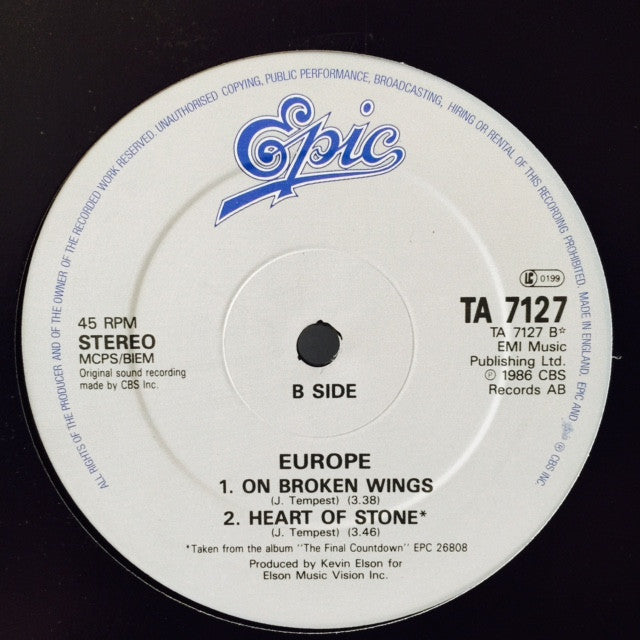 ALL RIGHTS OF THE PRODUCER AND OF THE OWNER OF THE RECORDED WORK RESERVED. UNAUTHORISED COPYING, PUBLIC PERFORMANCE, BROADCASTING, HIRING OR RENTAL OF THIS RECORDING PROHIBITED. MADE IN ENGLAND. EPIC AND ® CBS INC.
Epic
LC 0199
45 RPM
STEREO
MCPS/BIEM
Original sound recording
made by CBS Inc.
TA 7127
TA 7127 B☆
EMI Music
Publishing Ltd.
℗ 1986 CBS
Records AB
B SIDE
EUROPE
1. ON BROKEN WINGS
(J. Tempest) (3.38)
2. HEART OF STONE*
(J. Tempest) (3.46)
*Taken from the album "The Final Countdown" EPC 26808
Produced by Kevin Elson for
Elson Music Vision Inc.